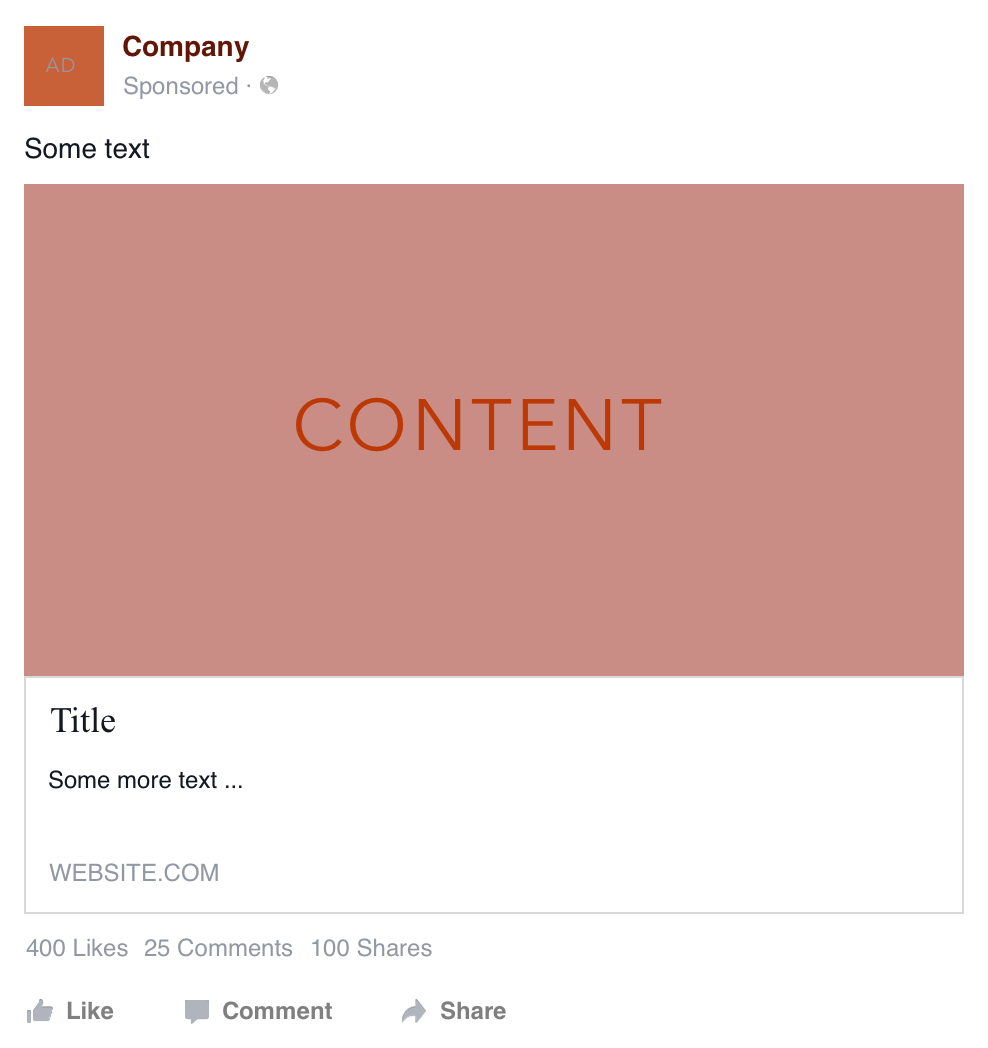 AD
Company
Sponsored ·
Some text
CONTENT
Title
Some more text ...
WEBSITE.COM
400 Likes 25 Comments 100 Shares
Like Comment Share